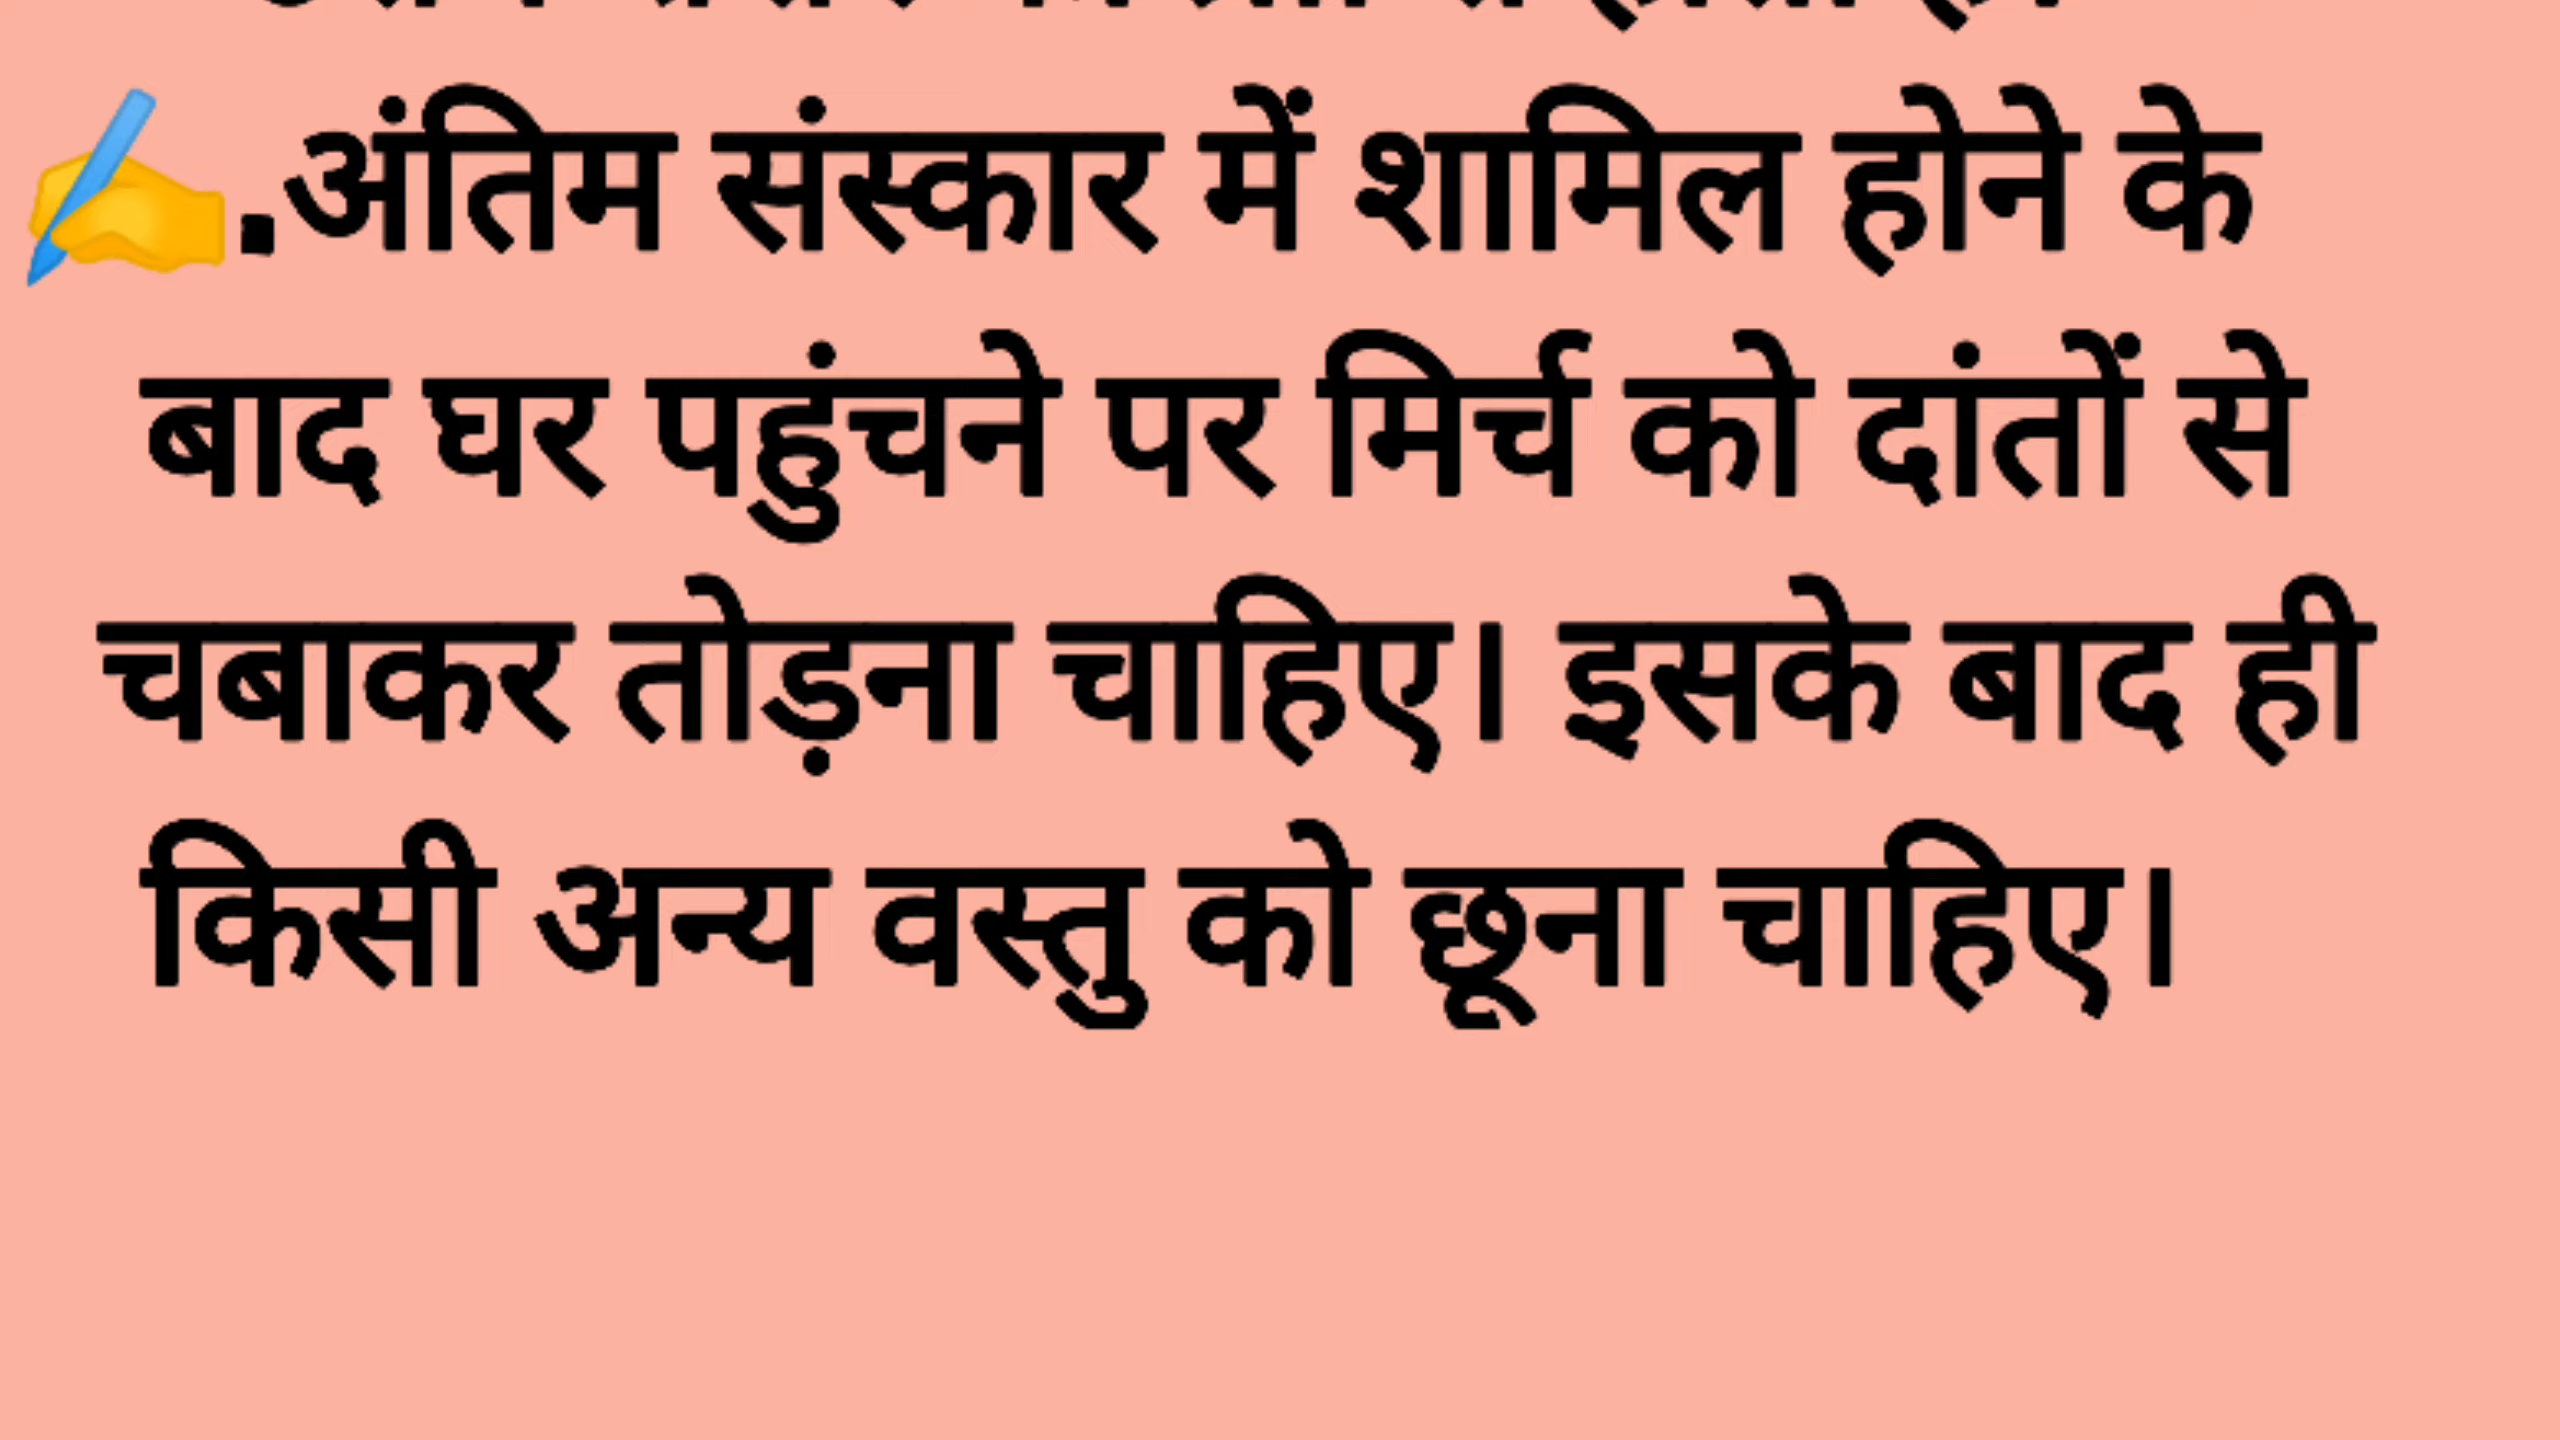 ✍️.अंतिम संस्कार में शामिल होने के
बाद घर पहुंचने पर मिर्च को दांतों से
चबाकर तोड़ना चाहिए। इसके बाद ही
किसी अन्य वस्तु को छूना चाहिए।